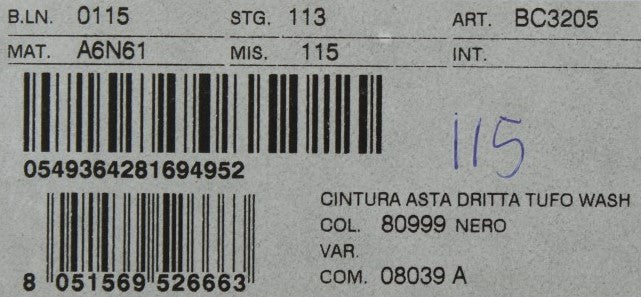 B.LN. 0115 STG. 113 ART. BC3205
MAT. A6N61 MIS. 115 INT.
0549364281694952
115
CINTURA ASTA DRITTA TUFO WASH
COL. 80999 NERO
VAR.
COM. 08039 A
8 051569 526663